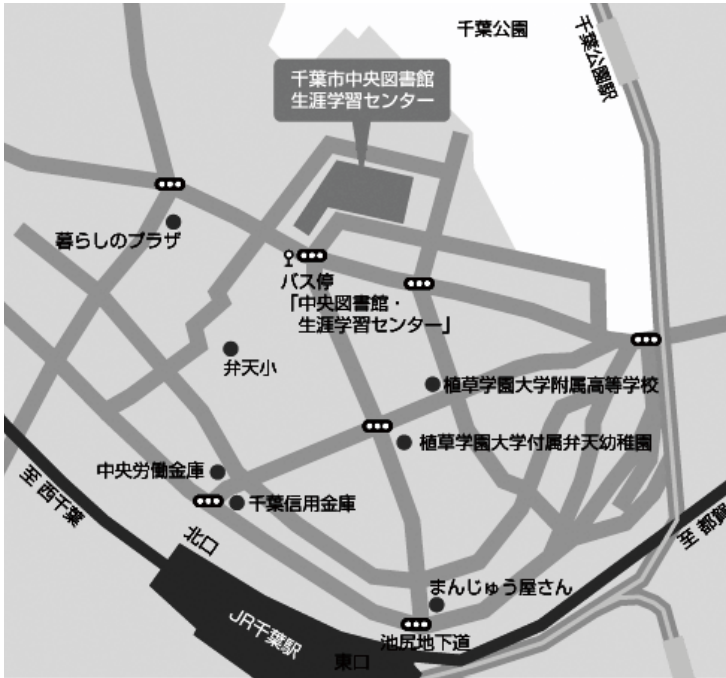 千葉公園
千葉公園駅
千葉市中央図書館
生涯学習センター
暮らしのプラザ
バス停
「中央図書館・
生涯学習センター」
弁天小
植草学園大学附属高等学校
植草学園大学付属弁天幼稚園
中央労働金庫
千葉信用金庫
至 西千葉
北口
至 都賀
まんじゅう屋さん
JR千葉駅
池尻地下道
東口